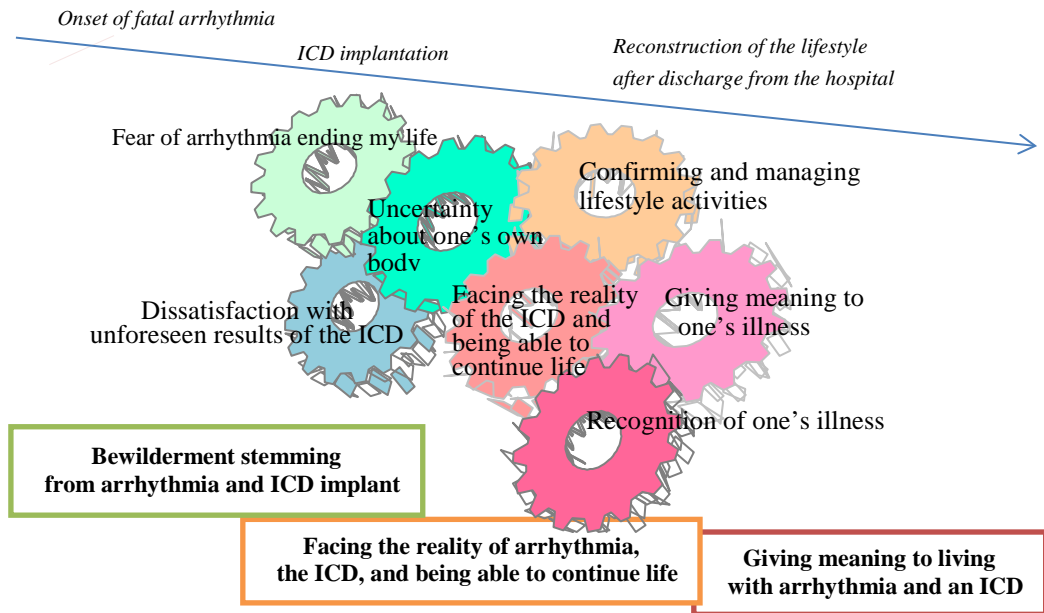 Onset of fatal arrhythmia
ICD implantation
Reconstruction of the lifestyle
after discharge from the hospital
Fear of arrhythmia ending my life
Confirming and managing
lifestyle activities
Uncertainty
about one’s own
body
Dissatisfaction with
unforeseen results of the ICD
Facing the reality
of the ICD and
being able to
continue life
Giving meaning to
one’s illness
Recognition of one’s illness
Bewilderment stemming
from arrhythmia and ICD implant
Facing the reality of arrhythmia,
the ICD, and being able to continue life
Giving meaning to living
with arrhythmia and an ICD